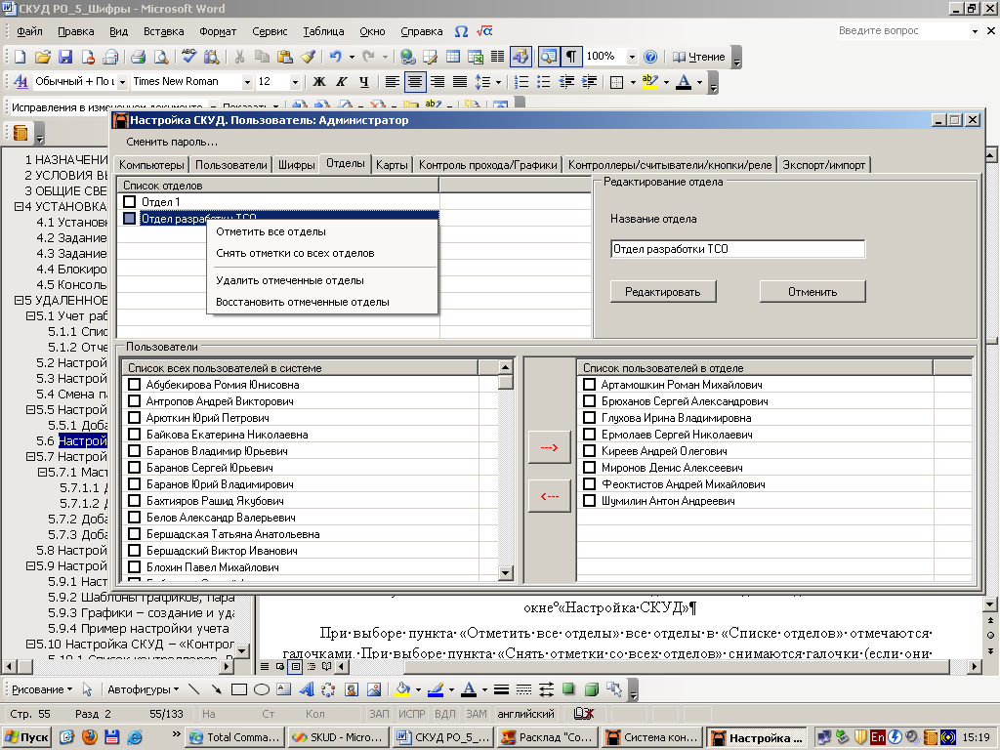 СКУД РО_5_Шифры - Microsoft Word
Файл Правка Вид Вставка Формат Сервис Таблица Окно Справка
Введите вопрос
100% Чтение
Обычный + По Times New Roman 12 Ж К Ч
Исправления в измененном документе Показать
Настройка СКУД. Пользователь: Администратор
Сменить пароль...
Компьютеры Пользователи Шифры Отделы Карты Контроль прохода/Графики Контроллеры/считыватели/кнопки/реле Экспорт/импорт
Список отделов
Отдел 1
Отдел разработки ТСО
Отметить все отделы
Снять отметки со всех отделов
Удалить отмеченные отделы
Восстановить отмеченные отделы
Редактирование отдела
Название отдела
Отдел разработки ТСО
Редактировать Отменить
Пользователи
Список всех пользователей в системе
Абубекирова Ромия Юнисовна
Антропов Андрей Викторович
Арюткин Юрий Петрович
Байкова Екатерина Николаевна
Баранов Владимир Юрьевич
Баранов Сергей Юрьевич
Баранов Юрий Владимирович
Бахтияров Рашид Якубович
Белов Александр Валерьевич
Бершадская Татьяна Анатольевна
Бершадский Виктор Иванович
Блохин Павел Михайлович
--->
<---
Список пользователей в отделе
Артамошкин Роман Михайлович
Брюханов Сергей Александрович
Глухова Ирина Владимировна
Ермолаев Сергей Николаевич
Киреев Андрей Олегович
Миронов Денис Алексеевич
Феоктистов Андрей Михайлович
Шумилин Антон Андреевич
1 НАЗНАЧЕНИ
2 УСЛОВИЯ ВЫ
3 ОБЩИЕ СВЕ
4 УСТАНОВКА
4.1 Установ
4.2 Задание
4.3 Задание
4.4 Блокиро
4.5 Консоль
5 УДАЛЕННОЕ
5.1 Учет раб
5.1.1 Спис
5.1.2 Отче
5.2 Настрой
5.3 Настрой
5.4 Смена п
5.5 Настрой
5.5.1 Доба
5.6 Настрой
5.7 Настрой
5.7.1 Маст
5.7.1.1 Д
5.7.1.2 Д
5.7.2 Доба
5.7.3 Доба
5.8 Настрой
5.9 Настрой
5.9.1 Наст
5.9.2 Шаблоны графиков, пара
5.9.3 Графики – создание и уда
5.9.4 Пример настройки учета
5.10 Настройка СКУД – «Контрол
окне «Настройка СКУД»¶
При выборе пункта «Отметить все отделы» все отделы в «Списке отделов» отмечаются
галочками. При выборе пункта «Снять отметки со всех отделов» снимаются галочки (если они
Рисование Автофигуры
Стр. 55 Разд 2 55/133 На Ст Кол ЗАП ИСПР ВДЛ ЗАМ английский
Пуск Total Comma... SKUD - Micro... СКУД РО_5_... Расклад "Со... Система кон... Настройка ... En 15:19